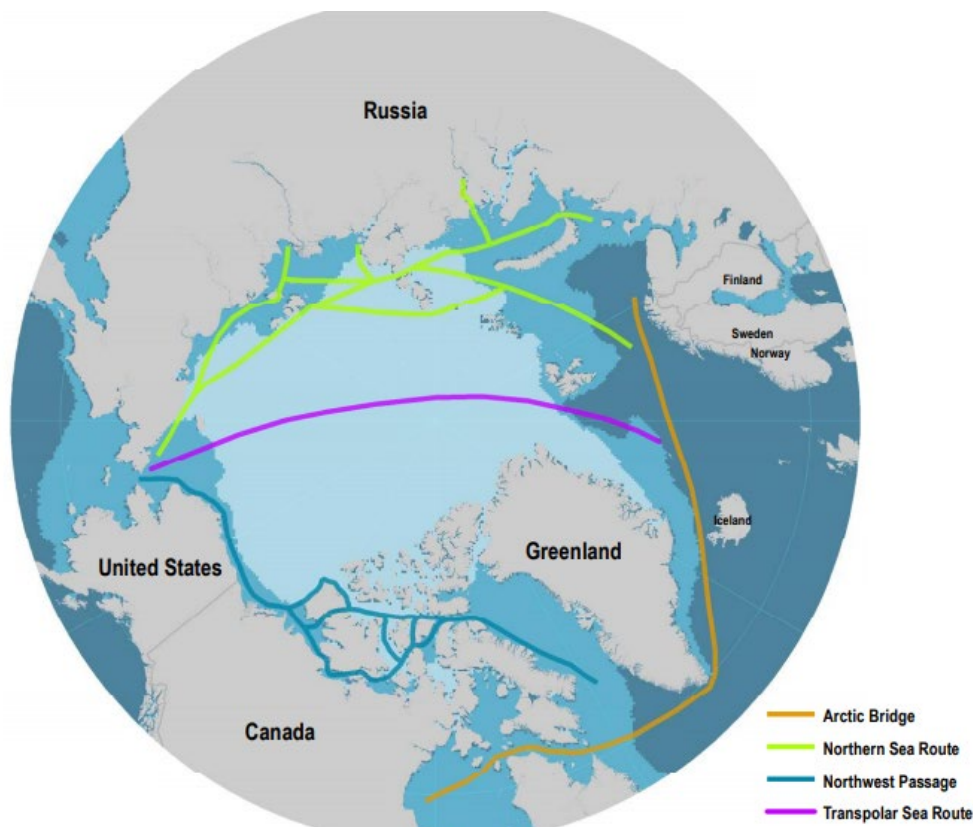 Russia
Finland
Sweden
Norway
Iceland
Greenland
United States
Canada
Arctic Bridge
Northern Sea Route
Northwest Passage
Transpolar Sea Route